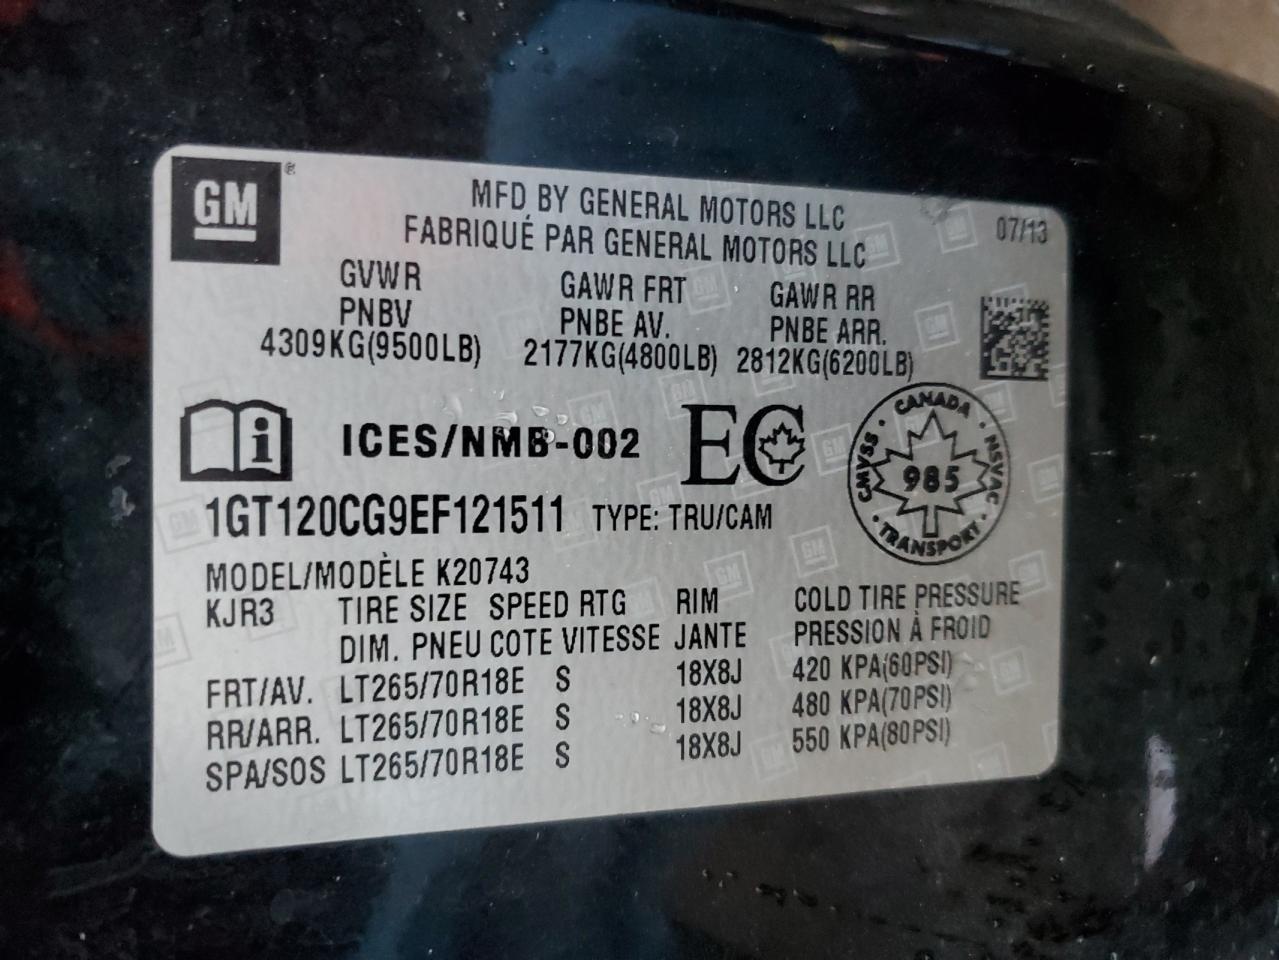 GM
MFD BY GENERAL MOTORS LLC
FABRIQUÉ PAR GENERAL MOTORS LLC
07/13
GVWR GAWR FRT GAWR RR
PNBV PNBE AV. PNBE ARR.
4309KG(9500LB) 2177KG(4800LB) 2812KG(6200LB)
ICES/NMB-002 EC
CANADA
CMVSS 985 NSVAC
TRANSPORT
1GT120CG9EF121511 TYPE: TRU/CAM
MODEL/MODÈLE K20743
KJR3 TIRE SIZE SPEED RTG RIM COLD TIRE PRESSURE
DIM. PNEU COTE VITESSE JANTE PRESSION À FROID
FRT/AV. LT265/70R18E S 18X8J 420 KPA(60PSI)
RR/ARR. LT265/70R18E S 18X8J 480 KPA(70PSI)
SPA/SOS LT265/70R18E S 18X8J 550 KPA(80PSI)